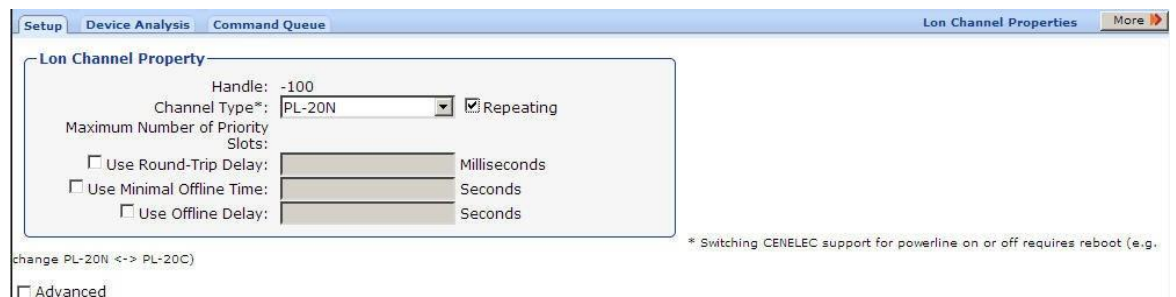 Setup Device Analysis Command Queue Lon Channel Properties More
Lon Channel Property
Handle: -100
Channel Type*: PL-20N Repeating
Maximum Number of Priority
Slots:
Use Round-Trip Delay: Milliseconds
Use Minimal Offline Time: Seconds
Use Offline Delay: Seconds
* Switching CENELEC support for powerline on or off requires reboot (e.g.
change PL-20N <-> PL-20C)
Advanced